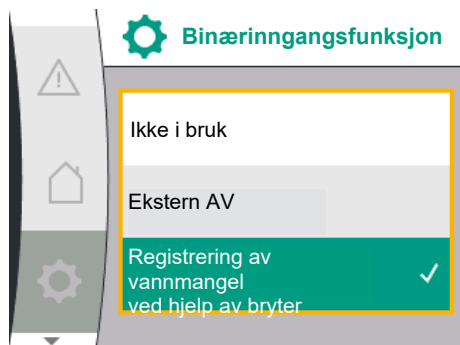 Binærinngangsfunksjon
Ikke i bruk
Ekstern AV
Registrering av
vannmangel
ved hjelp av bryter